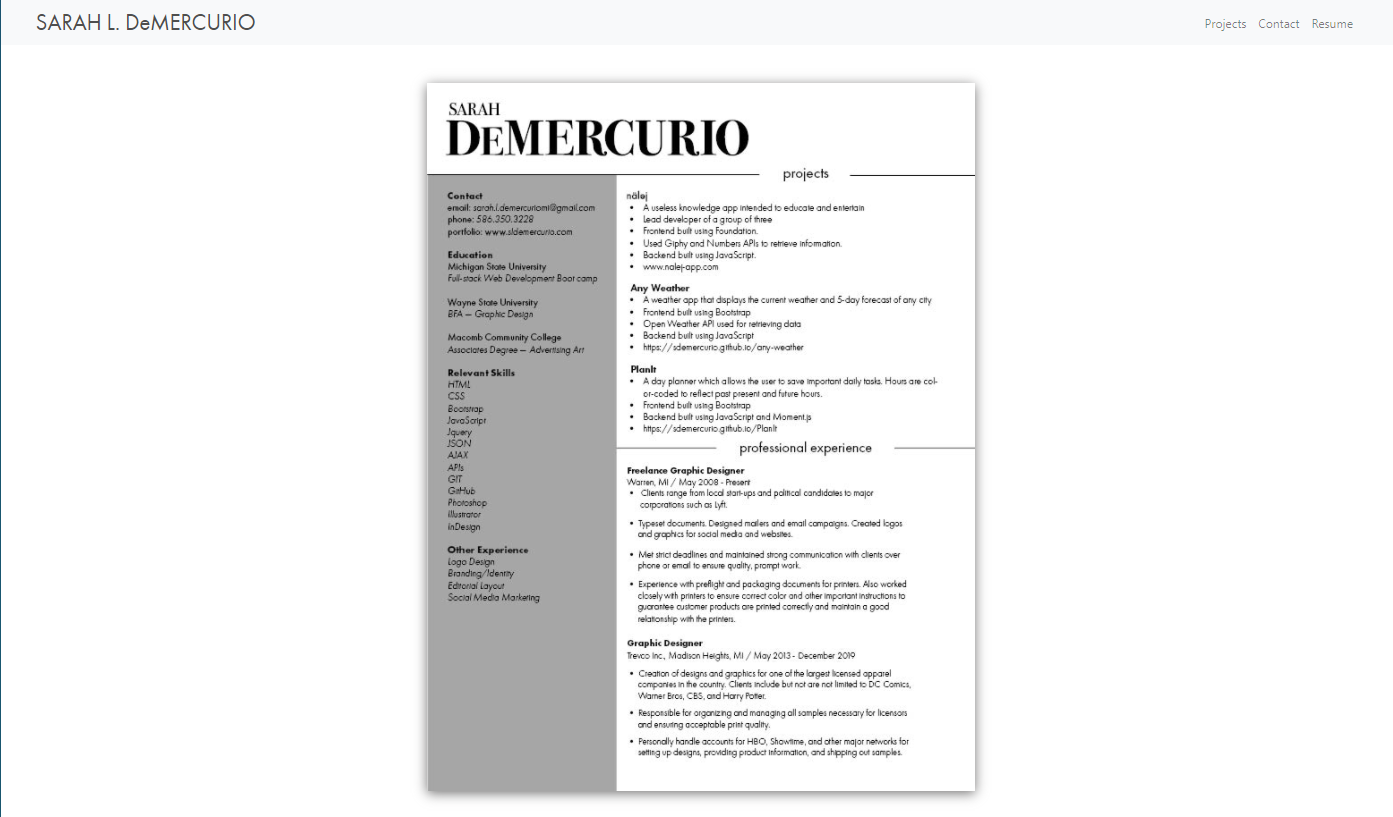 SARAH L. DeMERCURIO
Projects Contact Resume
SARAH
DEMERCURIO
projects
Contact
email: sarah.l.demercuriomi@gmail.com
phone: 586.350.3228
portfolio: www.sldemercurio.com
Education
Michigan State University
Full-stack Web Development Boot camp
Wayne State University
BFA — Graphic Design
Macomb Community College
Associates Degree — Advertising Art
Relevant Skills
HTML
CSS
Bootstrap
JavaScript
Jquery
JSON
AJAX
APIs
GIT
GitHub
Photoshop
Illustrator
InDesign
Other Experience
Logo Design
Branding/Identity
Editorial Layout
Social Media Marketing
nälej
• A useless knowledge app intended to educate and entertain
• Lead developer of a group of three
• Frontend built using Foundation.
• Used Giphy and Numbers APIs to retrieve information.
• Backend built using JavaScript.
• www.nalej-app.com
Any Weather
• A weather app that displays the current weather and 5-day forecast of any city
• Frontend built using Bootstrap
• Open Weather API used for retrieving data
• Backend built using JavaScript
• https://sdemercurio.github.io/any-weather
PlanIt
• A day planner which allows the user to save important daily tasks. Hours are col-
or-coded to reflect past present and future hours.
• Frontend built using Bootstrap
• Backend built using JavaScript and Moment.js
• https://sdemercurio.github.io/PlanIt
professional experience
Freelance Graphic Designer
Warren, MI / May 2008 - Present
• Clients range from local start-ups and political candidates to major
corporations such as Lyft.
• Typeset documents. Designed mailers and email campaigns. Created logos
and graphics for social media and websites.
• Met strict deadlines and maintained strong communication with clients over
phone or email to ensure quality, prompt work.
• Experience with preflight and packaging documents for printers. Also worked
closely with printers to ensure correct color and other important instructions to
guarantee customer products are printed correctly and maintain a good
relationship with the printers.
Graphic Designer
Trevco Inc., Madison Heights, MI / May 2013 - December 2019
• Creation of designs and graphics for one of the largest licensed apparel
companies in the country. Clients include but not are not limited to DC Comics,
Warner Bros, CBS, and Harry Potter.
• Responsible for organizing and managing all samples necessary for licensors
and ensuring acceptable print quality.
• Personally handle accounts for HBO, Showtime, and other major networks for
setting up designs, providing product information, and shipping out samples.